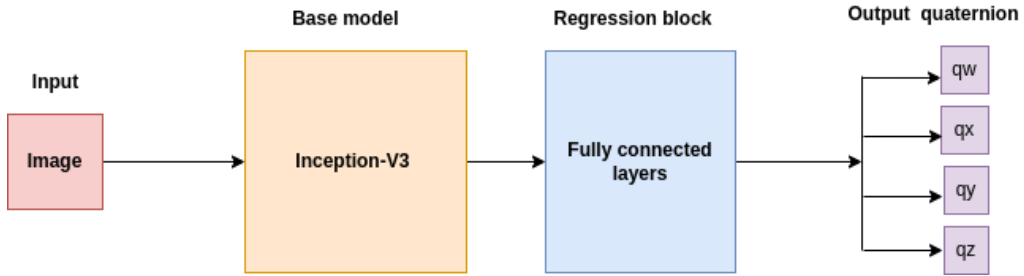 Input
Image
Base model
Inception-V3
Regression block
Fully connected
layers
Output quaternion
qw
qx
qy
qz